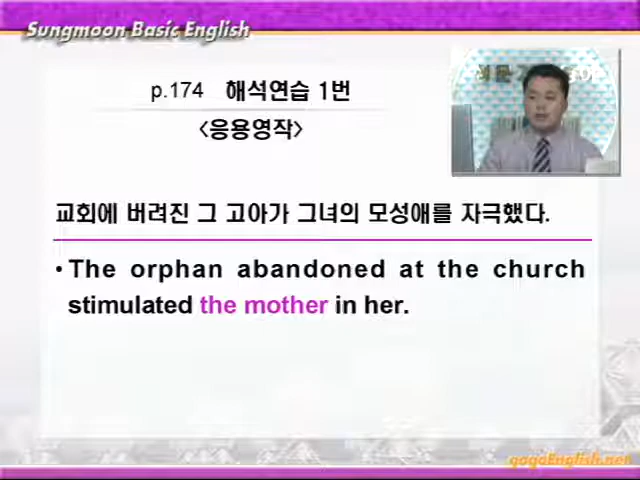 Sungmoon Basic English
p.174 해석연습 1번
<응용영작>
교회에 버려진 그 고아가 그녀의 모성애를 자극했다.
• The orphan abandoned at the church
stimulated the mother in her.
gogoEnglish.net